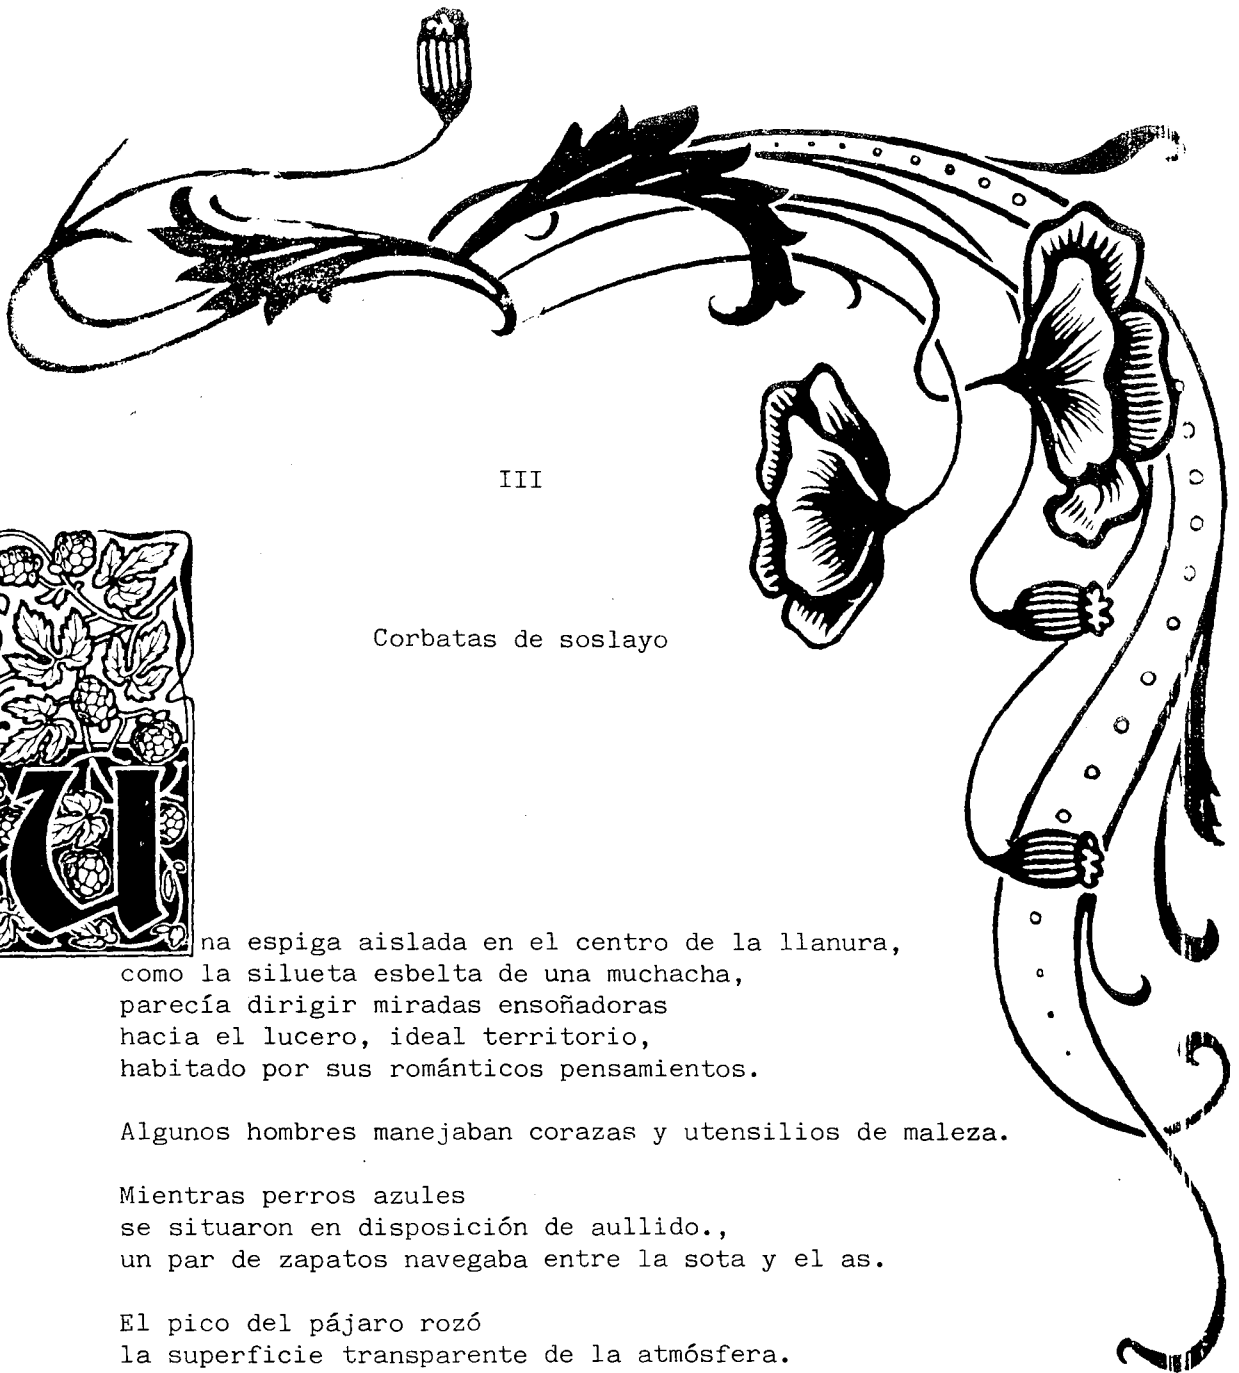 III
Corbatas de soslayo
Una espiga aislada en el centro de la llanura,
como la silueta esbelta de una muchacha,
parecía dirigir miradas ensoñadoras
hacia el lucero, ideal territorio,
habitado por sus románticos pensamientos.
Algunos hombres manejaban corazas y utensilios de maleza.
Mientras perros azules
se situaron en disposición de aullido.,
un par de zapatos navegaba entre la sota y el as.
El pico del pájaro rozó
la superficie transparente de la atmósfera.